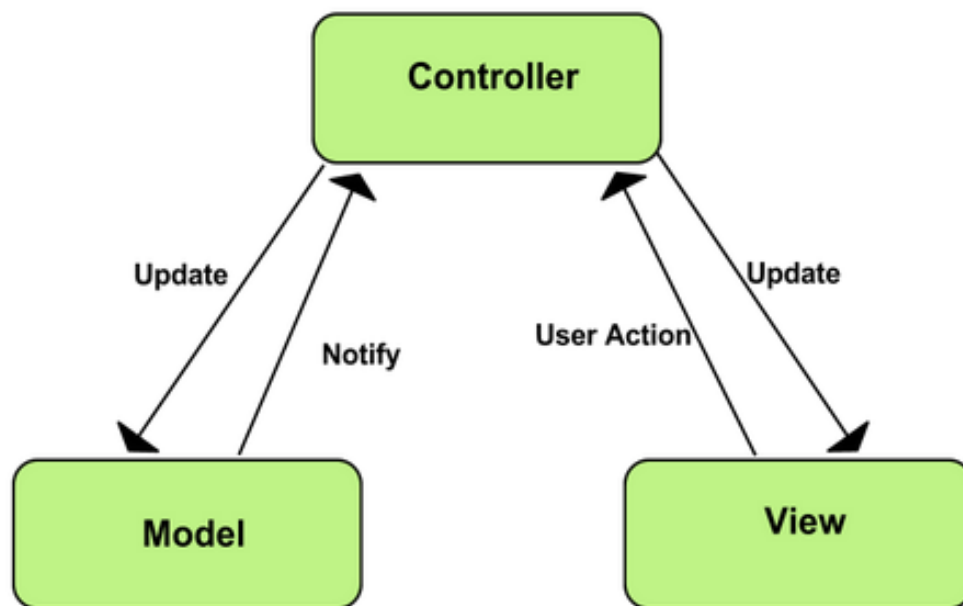 Controller
Update
Update
User Action
Notify
Model
View